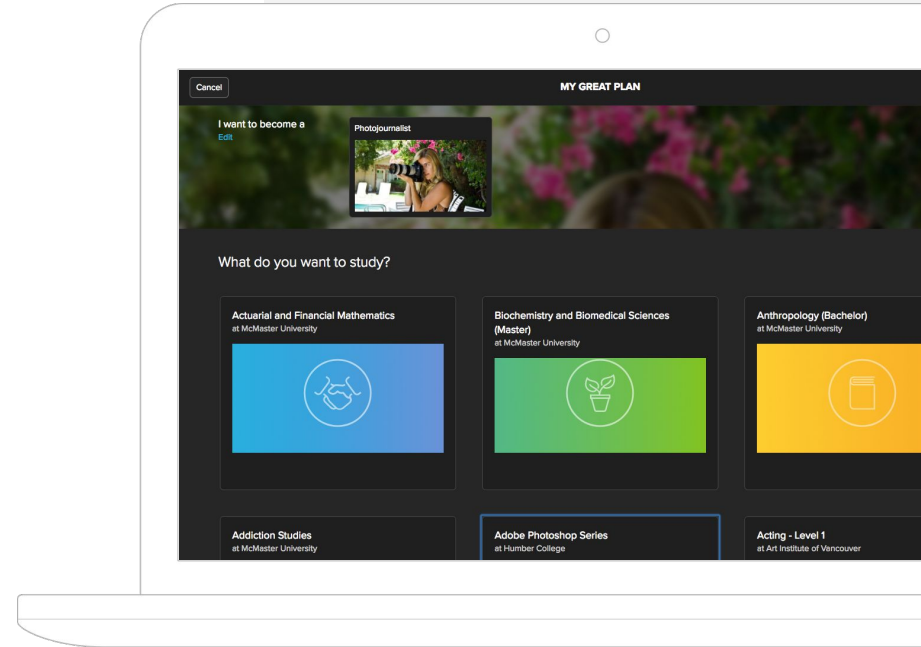 Cancel
MY GREAT PLAN
I want to become a
Edit
Photojournalist
What do you want to study?
Actuarial and Financial Mathematics
at McMaster University
Biochemistry and Biomedical Sciences
(Master)
at McMaster University
Anthropology (Bachelor)
at McMaster University
Addiction Studies
at McMaster University
Adobe Photoshop Series
at Humber College
Acting - Level 1
at Art Institute of Vancouver